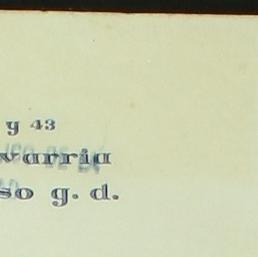 y 43
varria
so g. d.